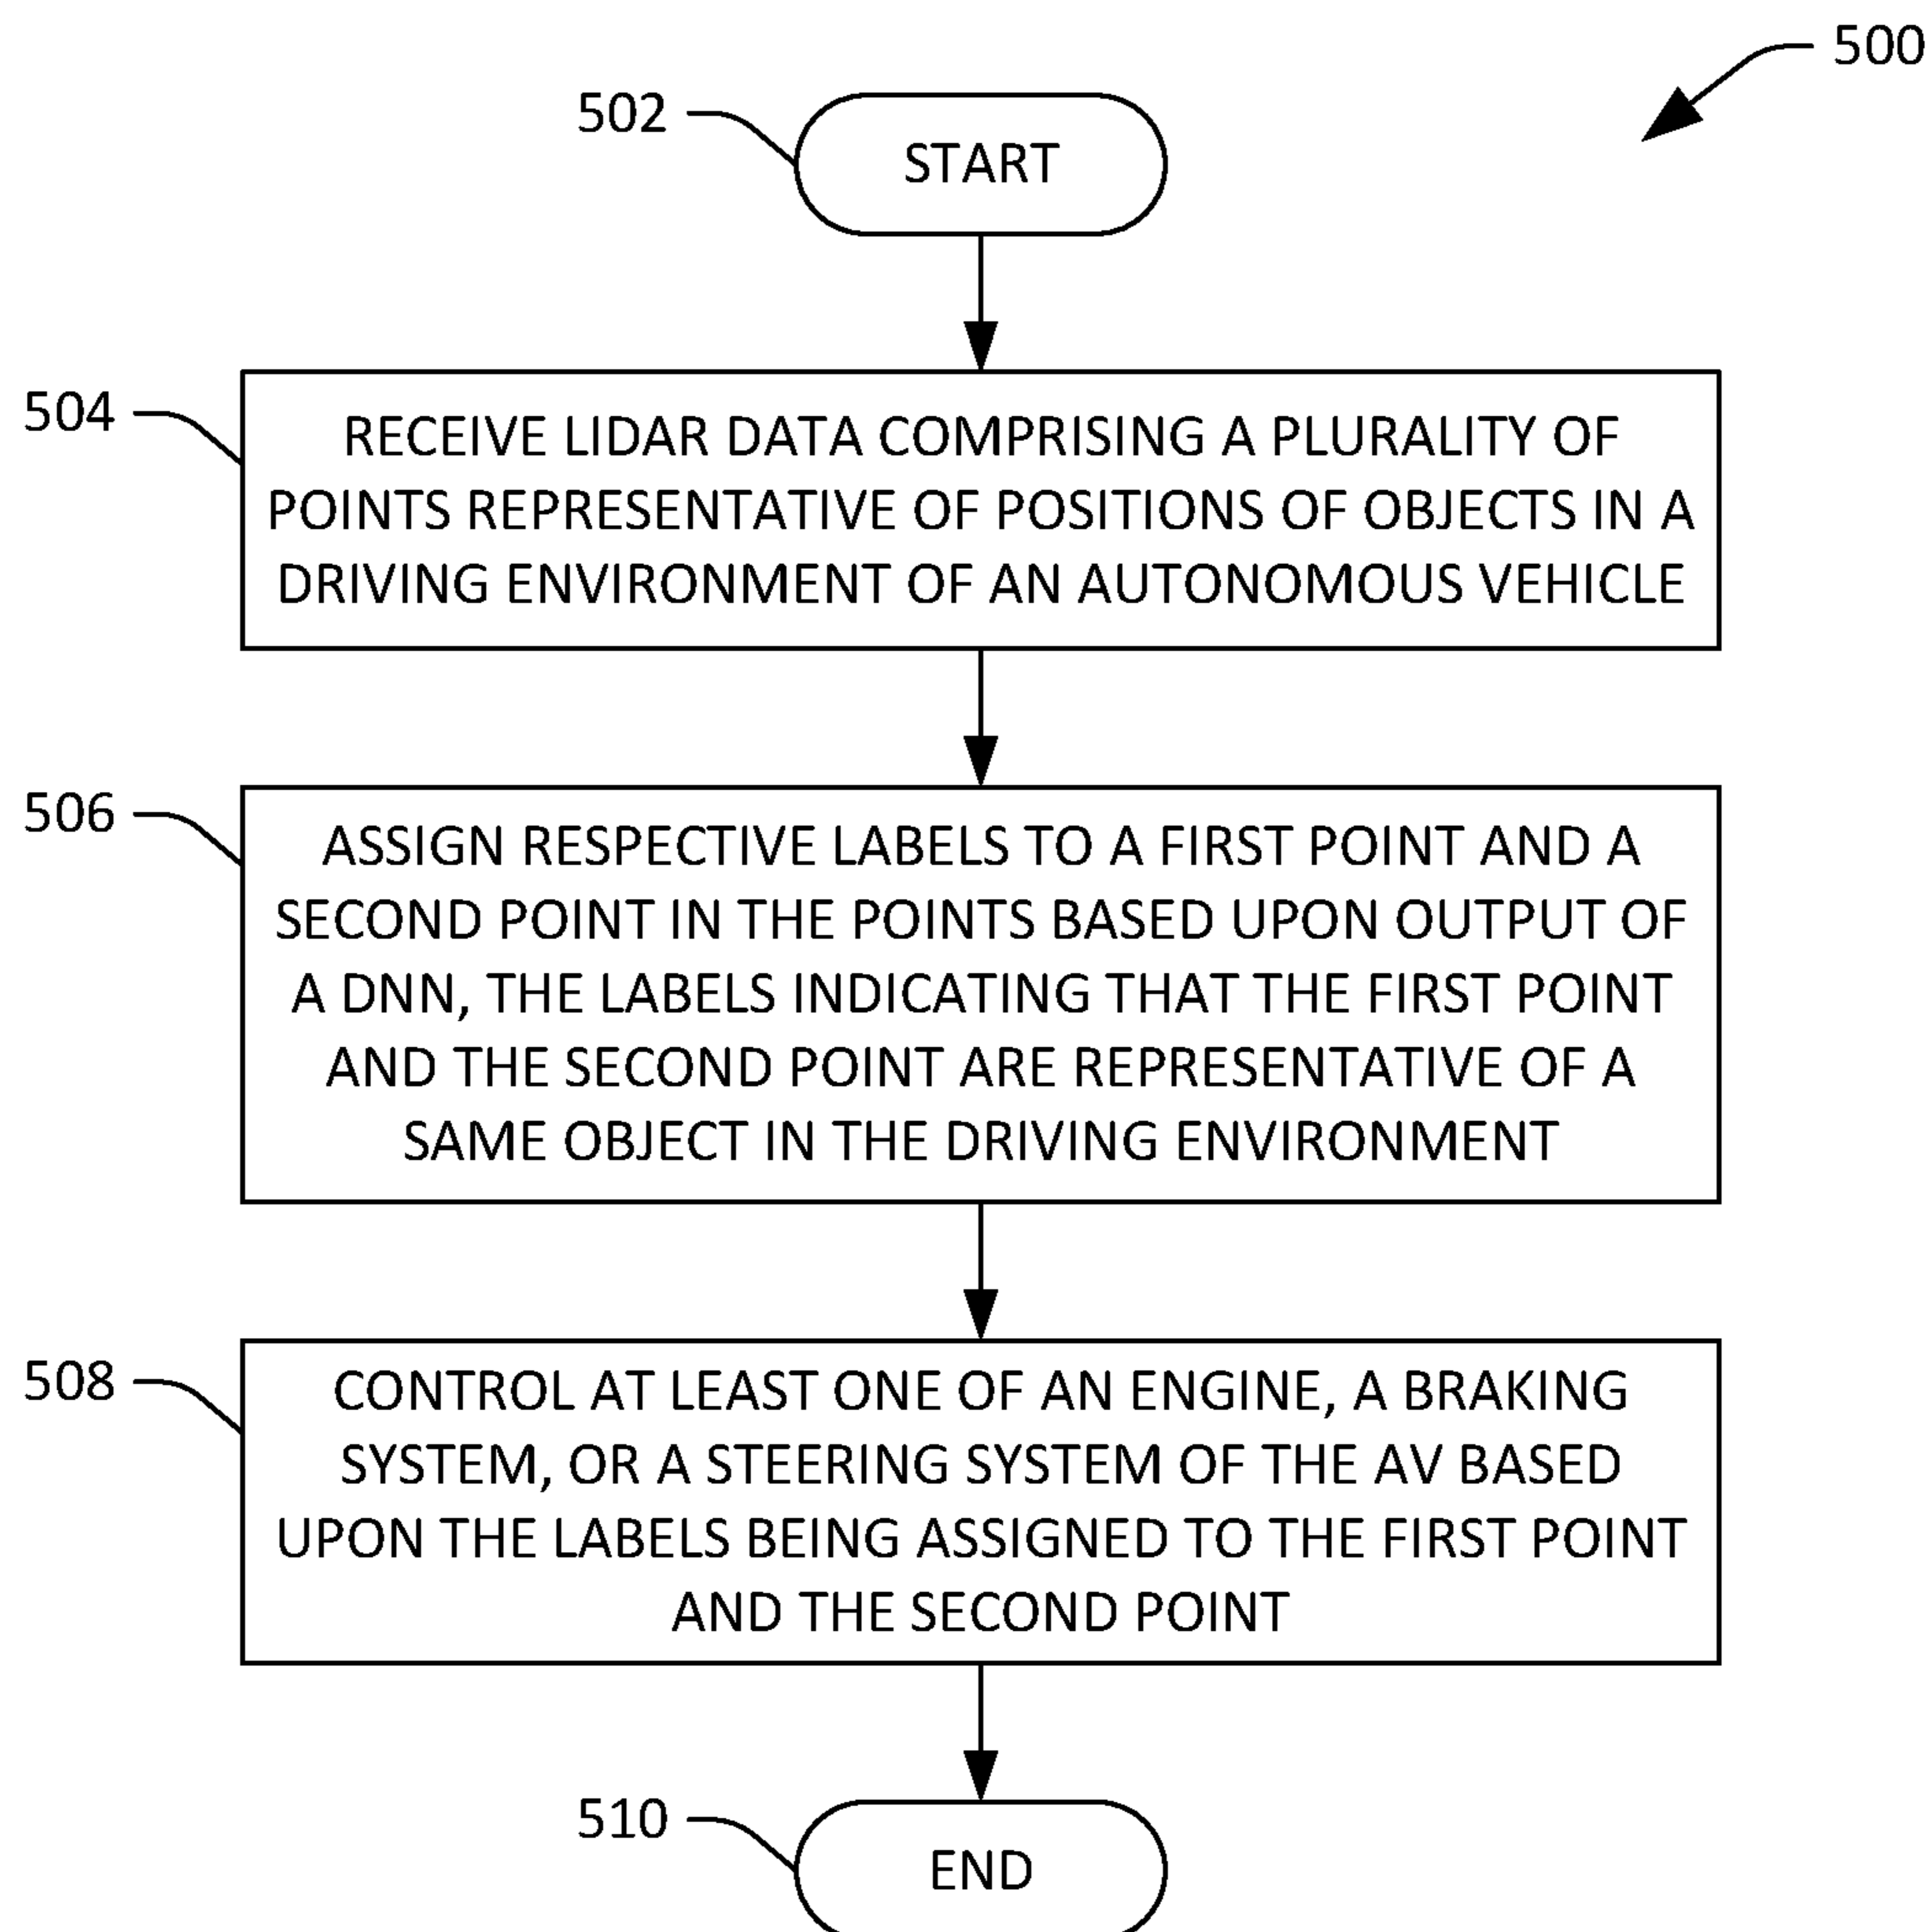 500
502
START
504
RECEIVE LIDAR DATA COMPRISING A PLURALITY OF
POINTS REPRESENTATIVE OF POSITIONS OF OBJECTS IN A
DRIVING ENVIRONMENT OF AN AUTONOMOUS VEHICLE
506
ASSIGN RESPECTIVE LABELS TO A FIRST POINT AND A
SECOND POINT IN THE POINTS BASED UPON OUTPUT OF
A DNN, THE LABELS INDICATING THAT THE FIRST POINT
AND THE SECOND POINT ARE REPRESENTATIVE OF A
SAME OBJECT IN THE DRIVING ENVIRONMENT
508
CONTROL AT LEAST ONE OF AN ENGINE, A BRAKING
SYSTEM, OR A STEERING SYSTEM OF THE AV BASED
UPON THE LABELS BEING ASSIGNED TO THE FIRST POINT
AND THE SECOND POINT
510
END